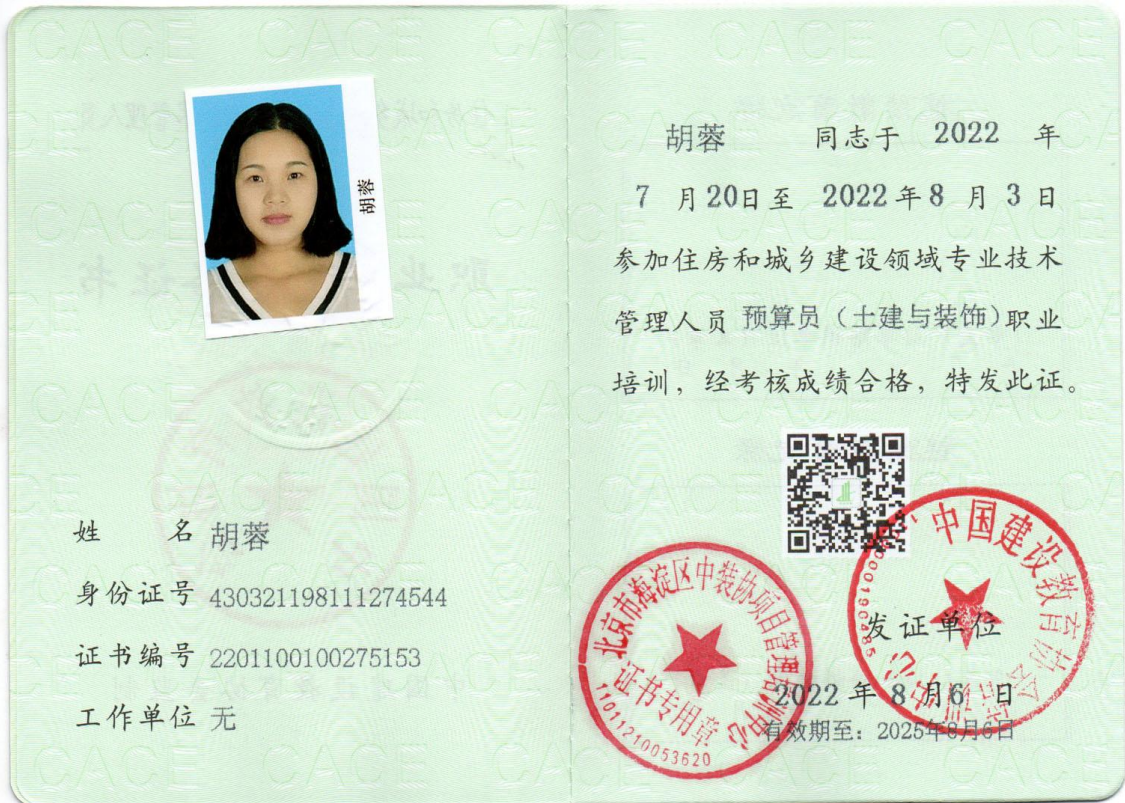 胡蓉
姓 名 胡蓉
身份证号 430321198111274544
证书编号 2201100100275153
工作单位 无
胡蓉 同志于 2022 年
7 月 20日至 2022年 8 月 3 日
参加住房和城乡建设领域专业技术
管理人员 预算员（土建与装饰）职业
培训，经考核成绩合格，特发此证。
中国建设教育协会
培训中心
北京市海淀区中装协项目管理培训中心
证书专用章
11011210053620
发证单位
2022 年 8 月6 日
有效期至：2025年8月6日
CACE